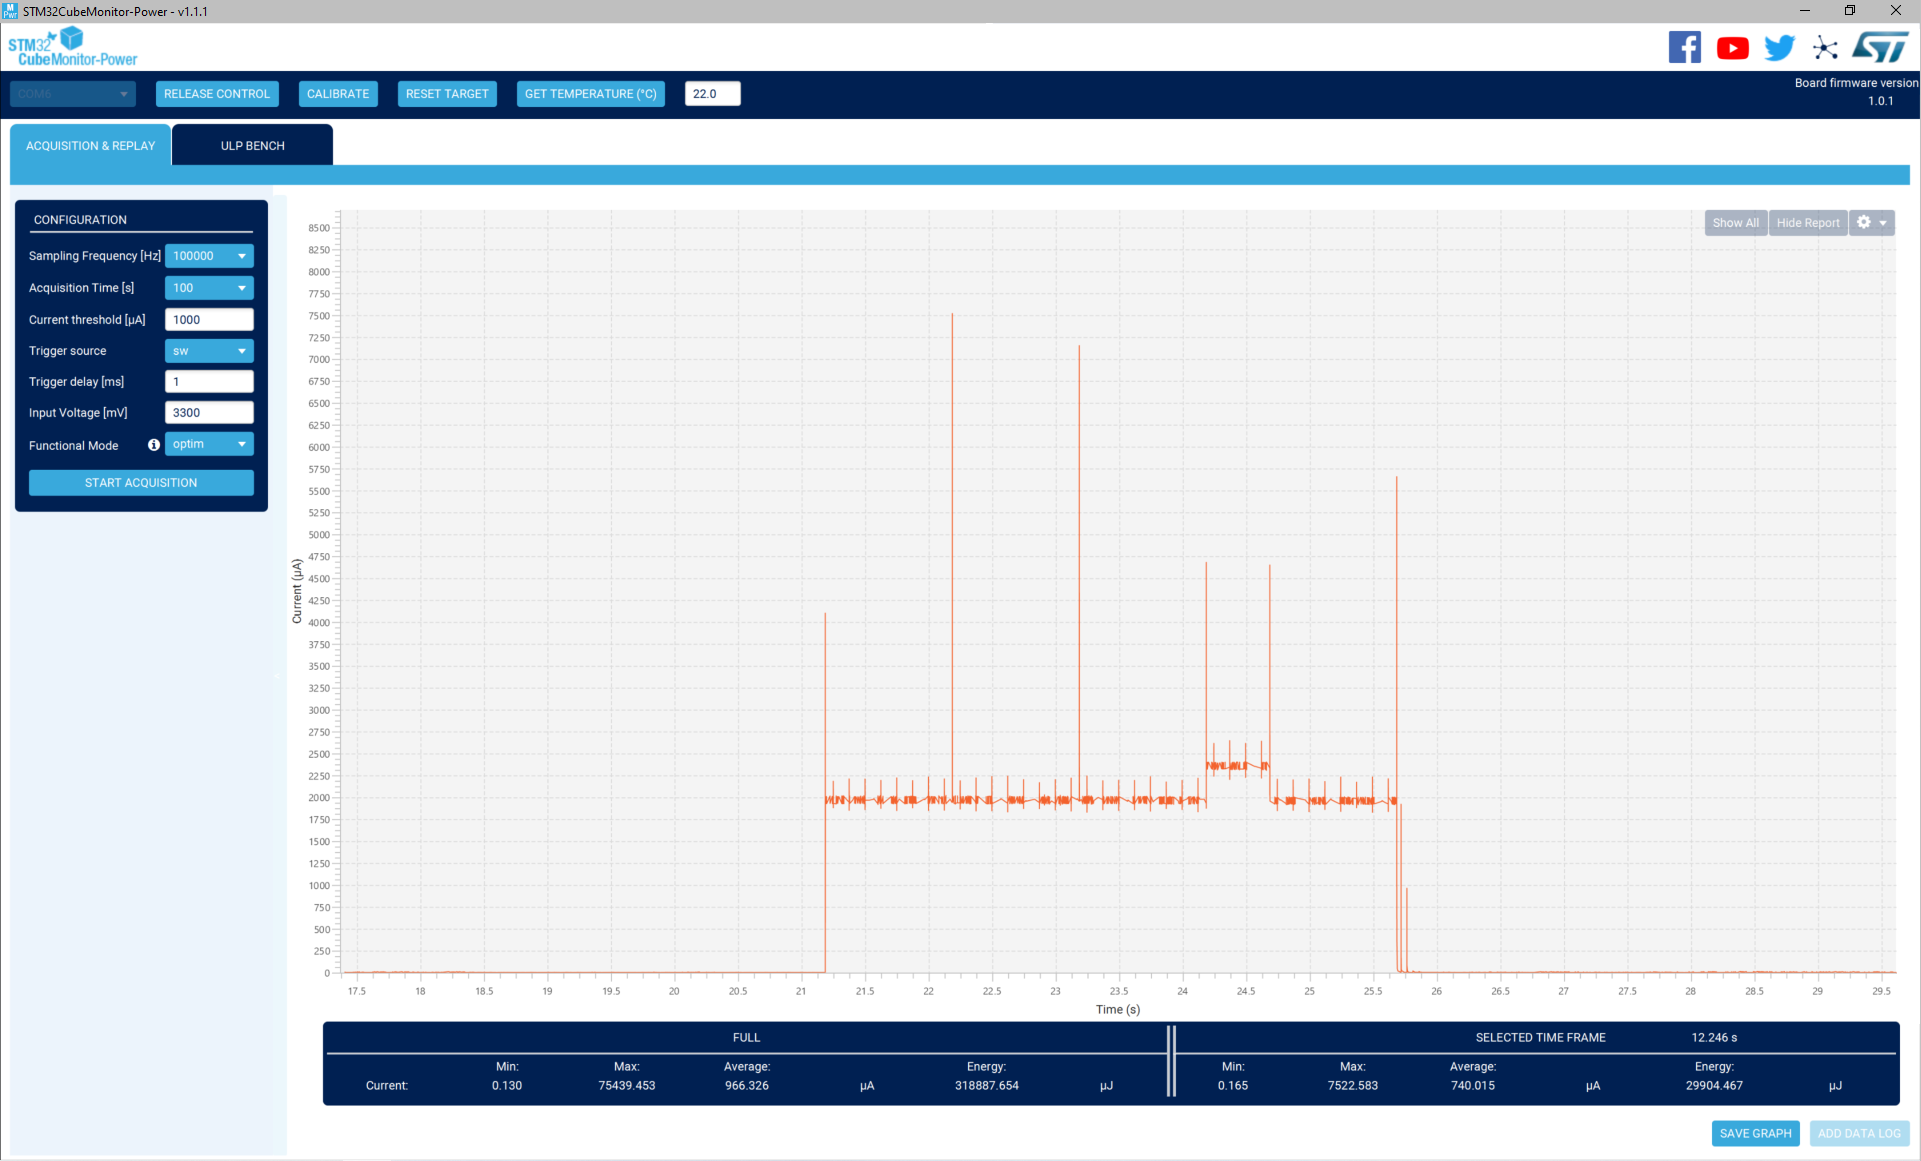 STM32CubeMonitor-Power - v1.1.1
STM32
CubeMonitor-Power
COM6 RELEASE CONTROL CALIBRATE RESET TARGET GET TEMPERATURE (°C) 22.0
Board firmware version
1.0.1
ACQUISITION & REPLAY ULP BENCH
CONFIGURATION
Sampling Frequency [Hz] 100000
Acquisition Time [s] 100
Current threshold [µA] 1000
Trigger source sw
Trigger delay [ms] 1
Input Voltage [mV] 3300
Functional Mode optim
START ACQUISITION
Show All Hide Report
Current (µA)
8500
8250
8000
7750
7500
7250
7000
6750
6500
6250
6000
5750
5500
5250
5000
4750
4500
4250
4000
3750
3500
3250
3000
2750
2500
2250
2000
1750
1500
1250
1000
750
500
250
0
17.5 18 18.5 19 19.5 20 20.5 21 21.5 22 22.5 23 23.5 24 24.5 25 25.5 26 26.5 27 27.5 28 28.5 29 29.5
Time (s)
FULL SELECTED TIME FRAME 12.246 s
Min: Max: Average: Energy: Min: Max: Average: Energy:
Current: 0.130 75439.453 966.326 µA 318887.654 µJ 0.165 7522.583 740.015 µA 29904.467 µJ
SAVE GRAPH ADD DATA LOG